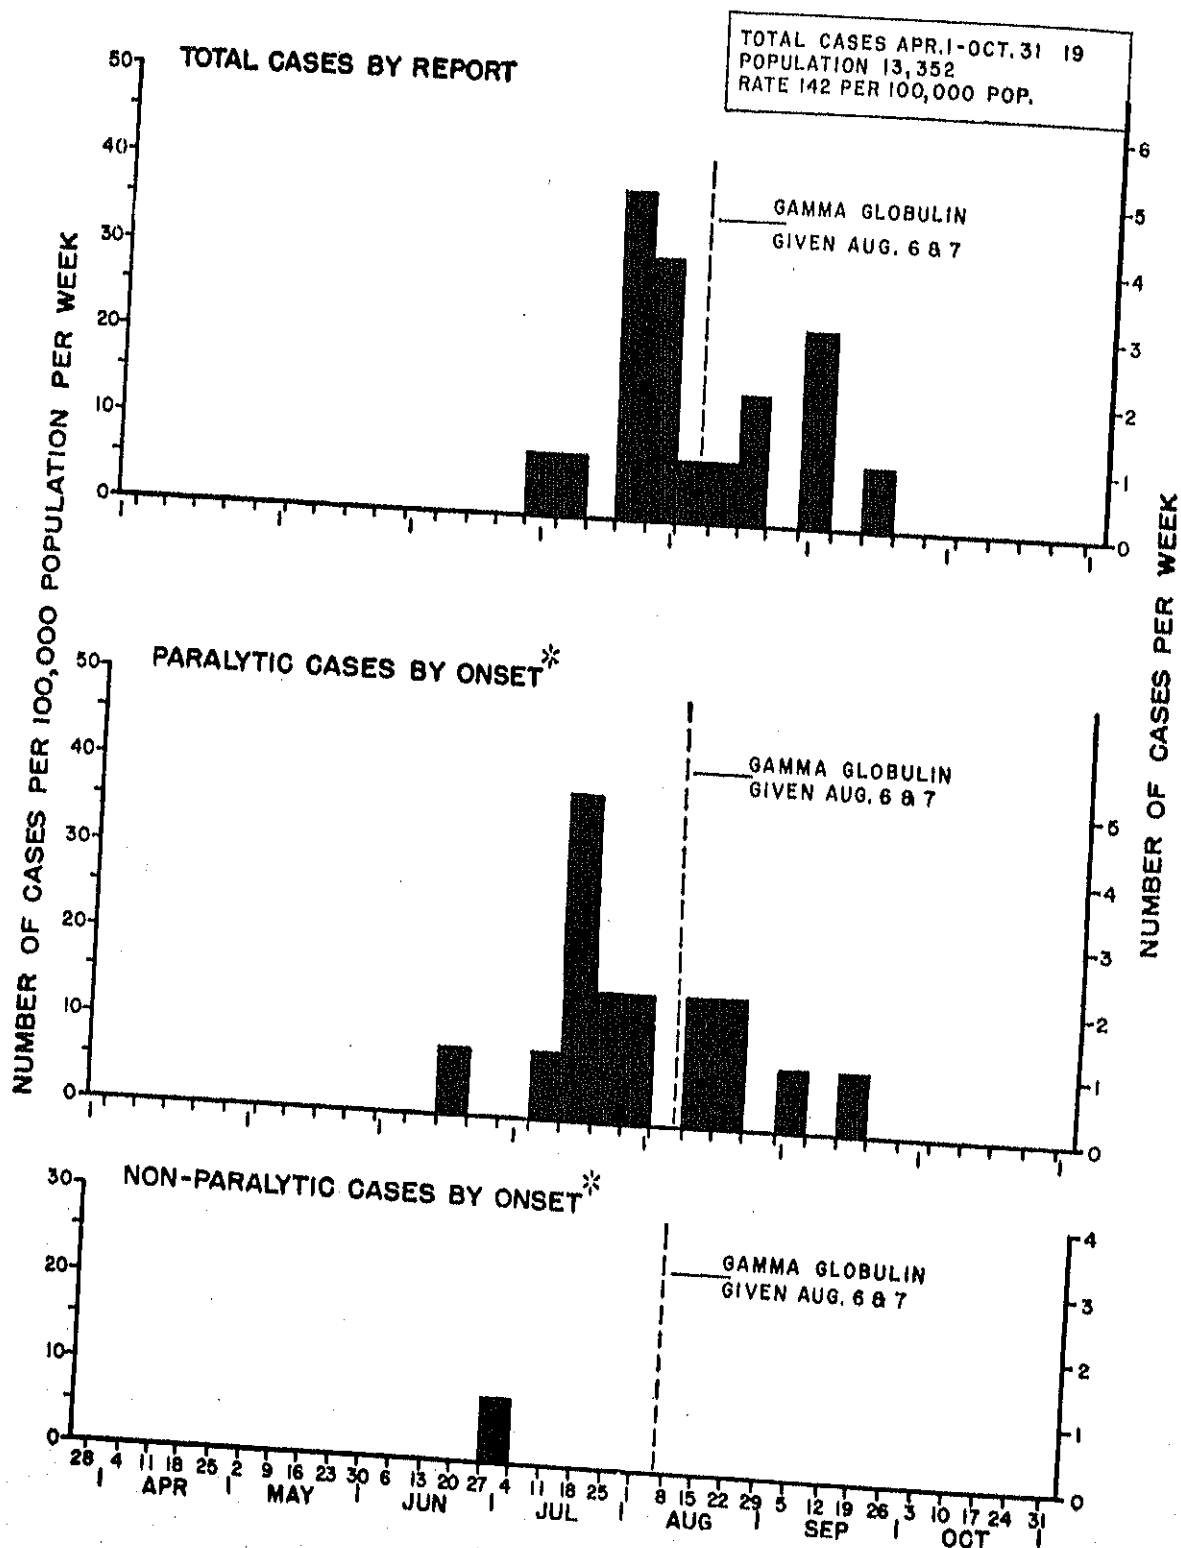 TOTAL CASES BY REPORT
TOTAL CASES APR.1-OCT.31 19
POPULATION 13,352
RATE 142 PER 100,000 POP.
50
40
30
20
10
0
6
5
4
3
2
1
0
GAMMA GLOBULIN
GIVEN AUG. 6 & 7
NUMBER OF CASES PER 100,000 POPULATION PER WEEK
NUMBER OF CASES PER WEEK
PARALYTIC CASES BY ONSET*
50
40
30
20
10
0
5
4
3
2
1
0
GAMMA GLOBULIN
GIVEN AUG. 6 & 7
NON-PARALYTIC CASES BY ONSET*
30
20
10
0
4
3
2
1
0
GAMMA GLOBULIN
GIVEN AUG. 6 & 7
28 4 11 18 25 2 9 16 23 30 6 13 20 27 4 11 18 25 1 8 15 22 29 5 12 19 26 3 10 17 24 31
APR MAY JUN JUL AUG SEP OCT